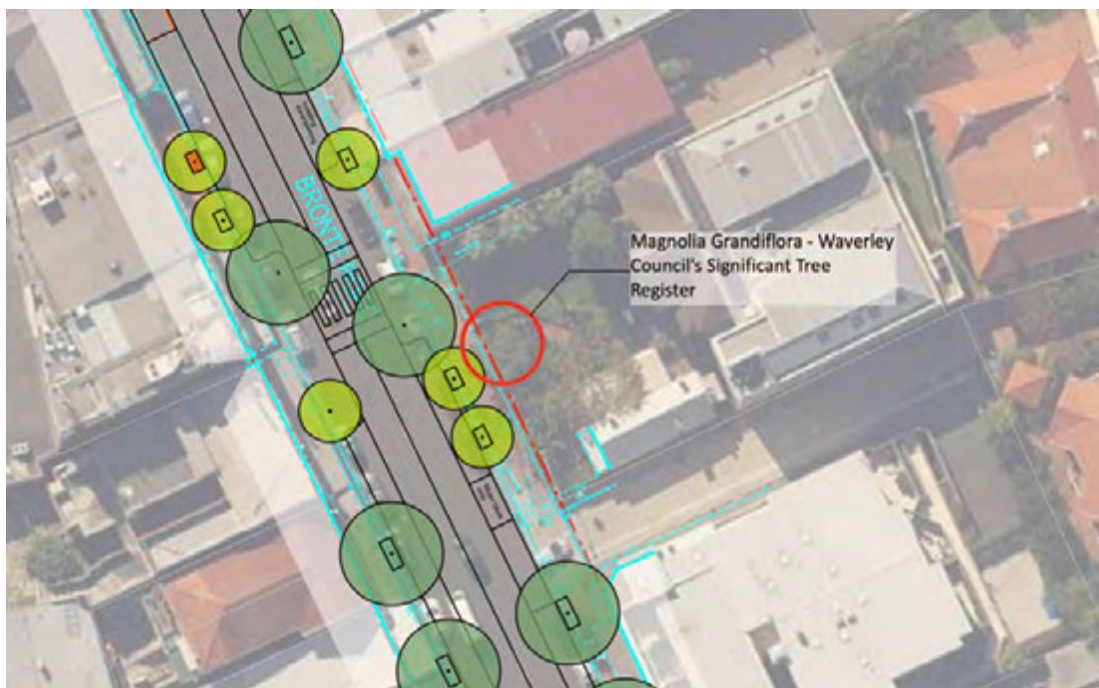 BRONTE
Magnolia Grandiflora - Waverley
Council's Significant Tree
Register